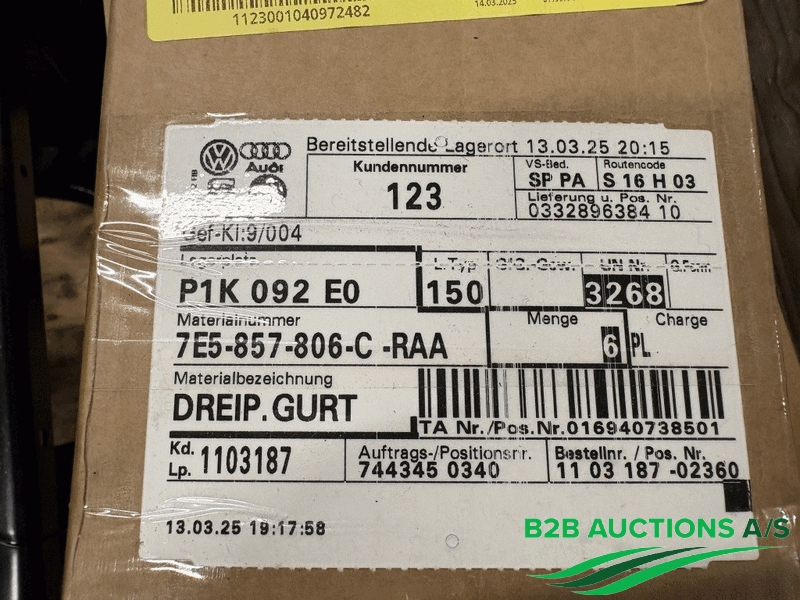 1123001040972482
14.03.2025
Bereitstellende Lagerort 13.03.25 20:15
Audi
Kundennummer
123
VS-Bed.
SP PA
Routencode
S 16 H 03
Lieferung u. Pos. Nr.
0332896384 10
Gef-Kl:9/004
Lagerplatz
P1K 092 E0
L.Typ
150
UN Nr.
3268
Materialnummer
7E5-857-806-C -RAA
Menge
6 PL
Charge
Materialbezeichnung
DREIP.GURT
TA Nr./Pos.Nr.016940738501
Kd. Lp. 1103187
Auftrags-/Positionsnr.
744345 0340
Bestellnr. / Pos. Nr.
11 03 187 -02360
13.03.25 19:17:58
B2B AUCTIONS A/S